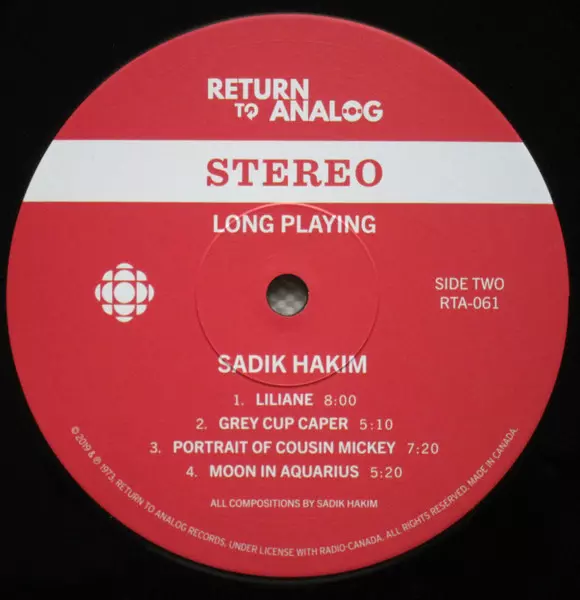 RETURN
TO ANALOG
STEREO
LONG PLAYING
SIDE TWO
RTA-061
SADIK HAKIM
1. LILIANE 8:00
2. GREY CUP CAPER 5:10
3. PORTRAIT OF COUSIN MICKEY 7:20
4. MOON IN AQUARIUS 5:20
ALL COMPOSITIONS BY SADIK HAKIM
© 2019 & ℗ 1973, RETURN TO ANALOG RECORDS, UNDER LICENSE WITH RADIO-CANADA. ALL RIGHTS RESERVED. MADE IN CANADA.